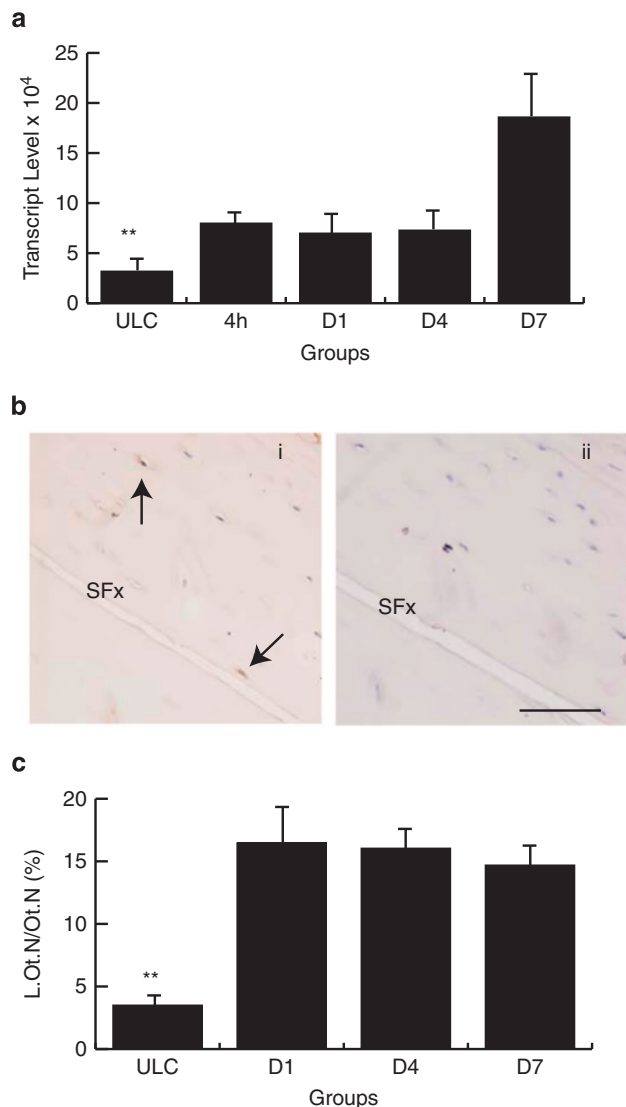 a
Transcript Level x 10⁴
25
20
15
10
5
0
**
ULC 4h D1 D4 D7
Groups
b
i
ii
SFx
SFx
c
L.Ot.N/Ot.N (%)
20
15
10
5
0
**
ULC D1 D4 D7
Groups